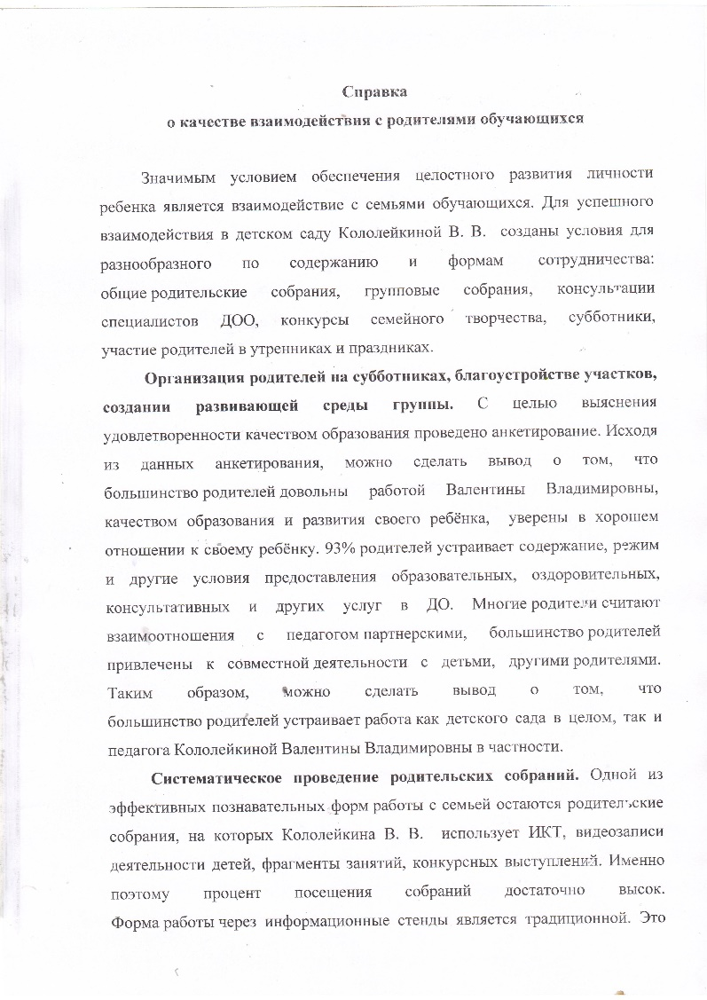 Справка
о качестве взаимодействия с родителями обучающихся
Значимым условием обеспечения целостного развития личности
ребенка является взаимодействие с семьями обучающихся. Для успешного
взаимодействия в детском саду Кололейкиной В. В. созданы условия для
разнообразного по содержанию и формам сотрудничества:
общие родительские собрания, групповые собрания, консультации
специалистов ДОО, конкурсы семейного творчества, субботники,
участие родителей в утренниках и праздниках.
Организация родителей на субботниках, благоустройстве участков,
создании развивающей среды группы. С целью выяснения
удовлетворенности качеством образования проведено анкетирование. Исходя
из данных анкетирования, можно сделать вывод о том, что
большинство родителей довольны работой Валентины Владимировны,
качеством образования и развития своего ребёнка, уверены в хорошем
отношении к своему ребёнку. 93% родителей устраивает содержание, режим
и другие условия предоставления образовательных, оздоровительных,
консультативных и других услуг в ДО. Многие родители считают
взаимоотношения с педагогом партнерскими, большинство родителей
привлечены к совместной деятельности с детьми, другими родителями.
Таким образом, можно сделать вывод о том, что
большинство родителей устраивает работа как детского сада в целом, так и
педагога Кололейкиной Валентины Владимировны в частности.
Систематическое проведение родительских собраний. Одной из
эффективных познавательных форм работы с семьей остаются родительские
собрания, на которых Кололейкина В. В. использует ИКТ, видеозаписи
деятельности детей, фрагменты занятий, конкурсных выступлений. Именно
поэтому процент посещения собраний достаточно высок.
Форма работы через информационные стенды является традиционной. Это